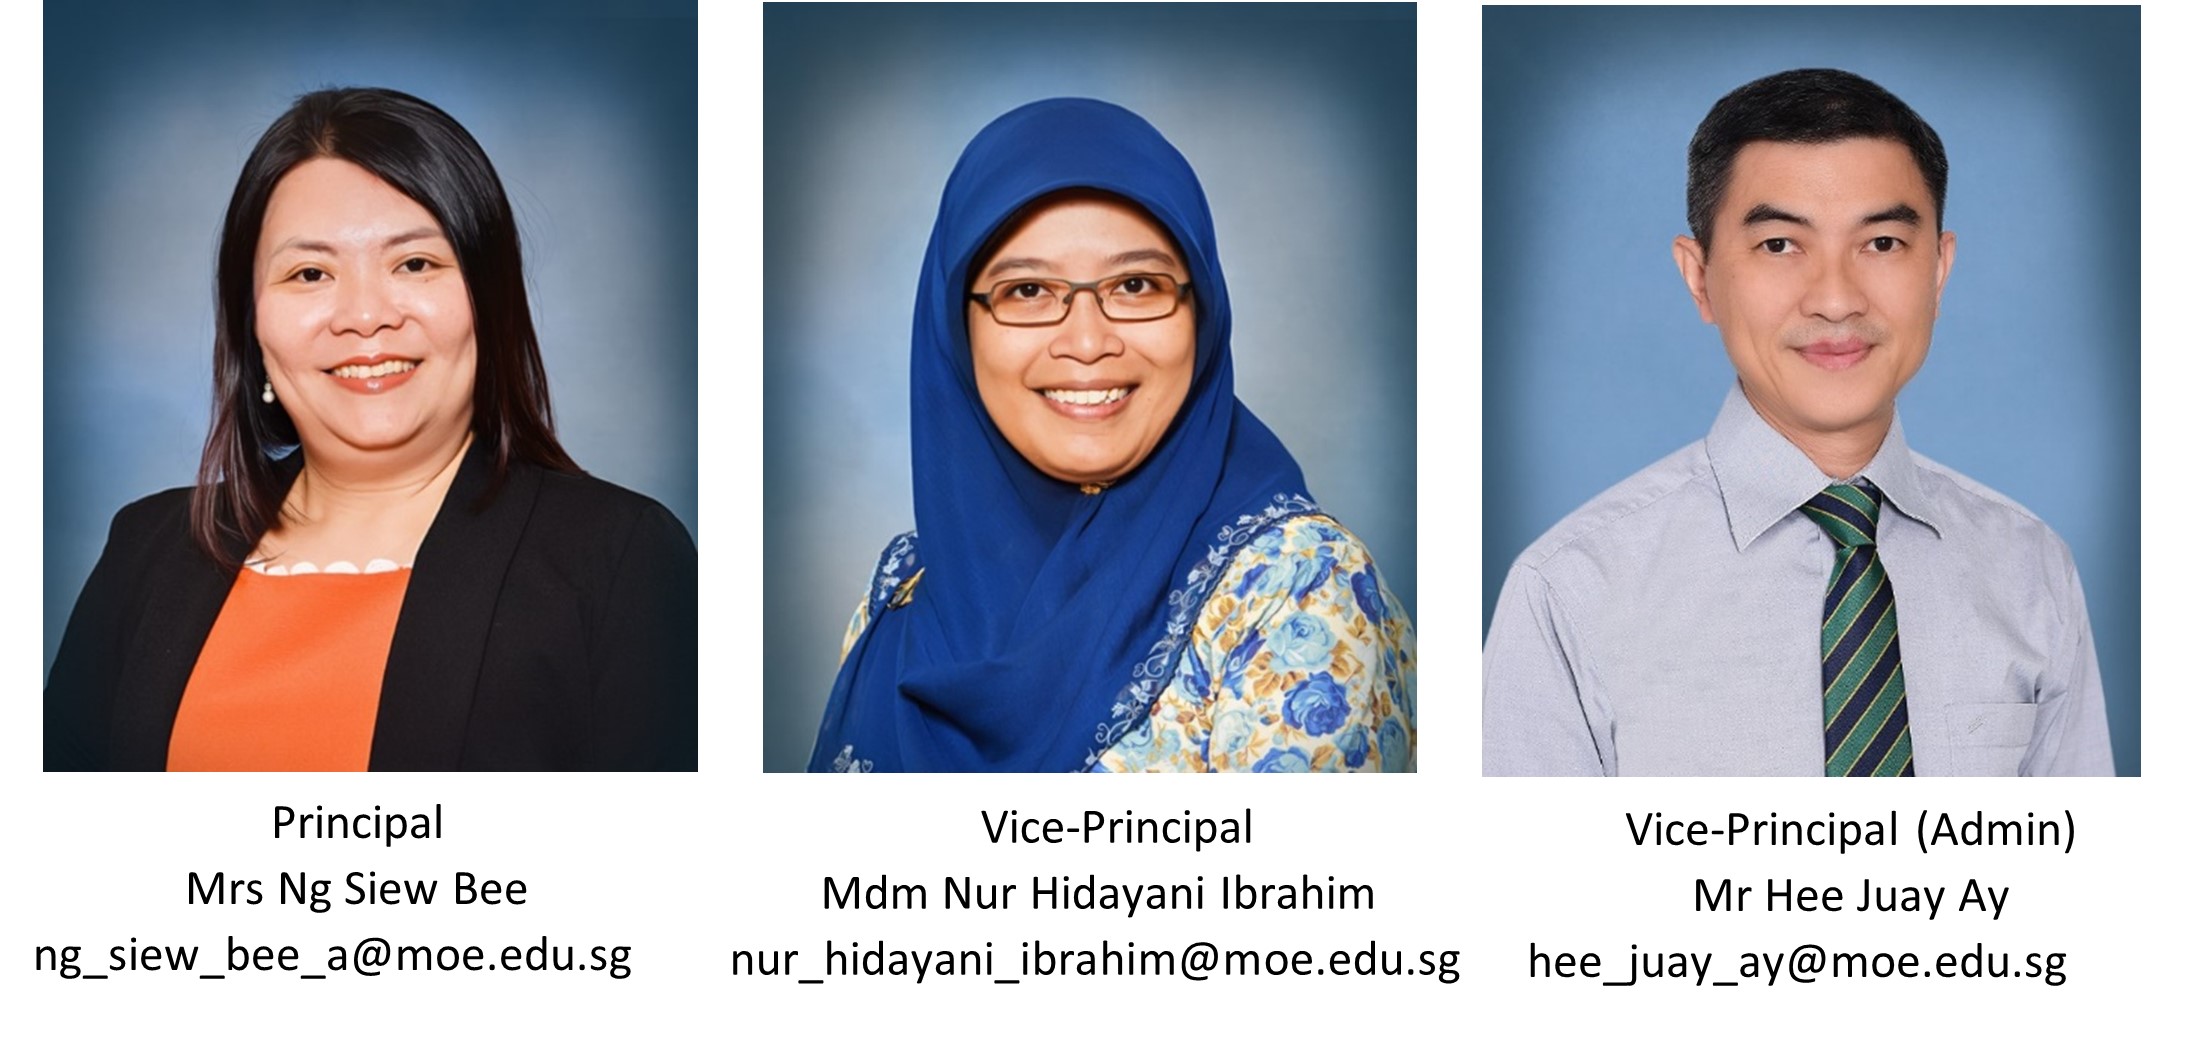 Principal
Mrs Ng Siew Bee
ng_siew_bee_a@moe.edu.sg
Vice-Principal
Mdm Nur Hidayani Ibrahim
nur_hidayani_ibrahim@moe.edu.sg
Vice-Principal (Admin)
Mr Hee Juay Ay
hee_juay_ay@moe.edu.sg